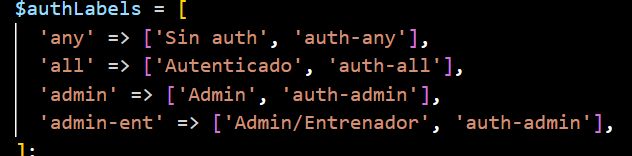 $authLabels = [
'any' => ['Sin auth', 'auth-any'],
'all' => ['Autenticado', 'auth-all'],
'admin' => ['Admin', 'auth-admin'],
'admin-ent' => ['Admin/Entrenador', 'auth-admin'],
];